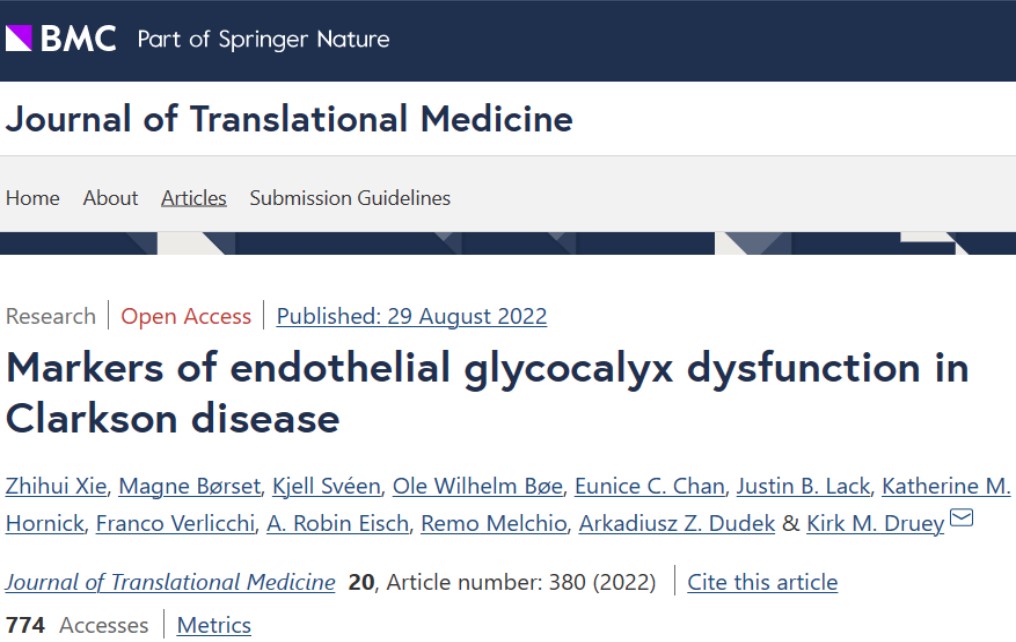 BMC Part of Springer Nature
Journal of Translational Medicine
Home About Articles Submission Guidelines
Research Open Access Published: 29 August 2022
Markers of endothelial glycocalyx dysfunction in
Clarkson disease
Zhihui Xie, Magne Børset, Kjell Svéen, Ole Wilhelm Bøe, Eunice C. Chan, Justin B. Lack, Katherine M.
Hornick, Franco Verlicchi, A. Robin Eisch, Remo Melchio, Arkadiusz Z. Dudek & Kirk M. Druey
Journal of Translational Medicine 20, Article number: 380 (2022) Cite this article
774 Accesses Metrics